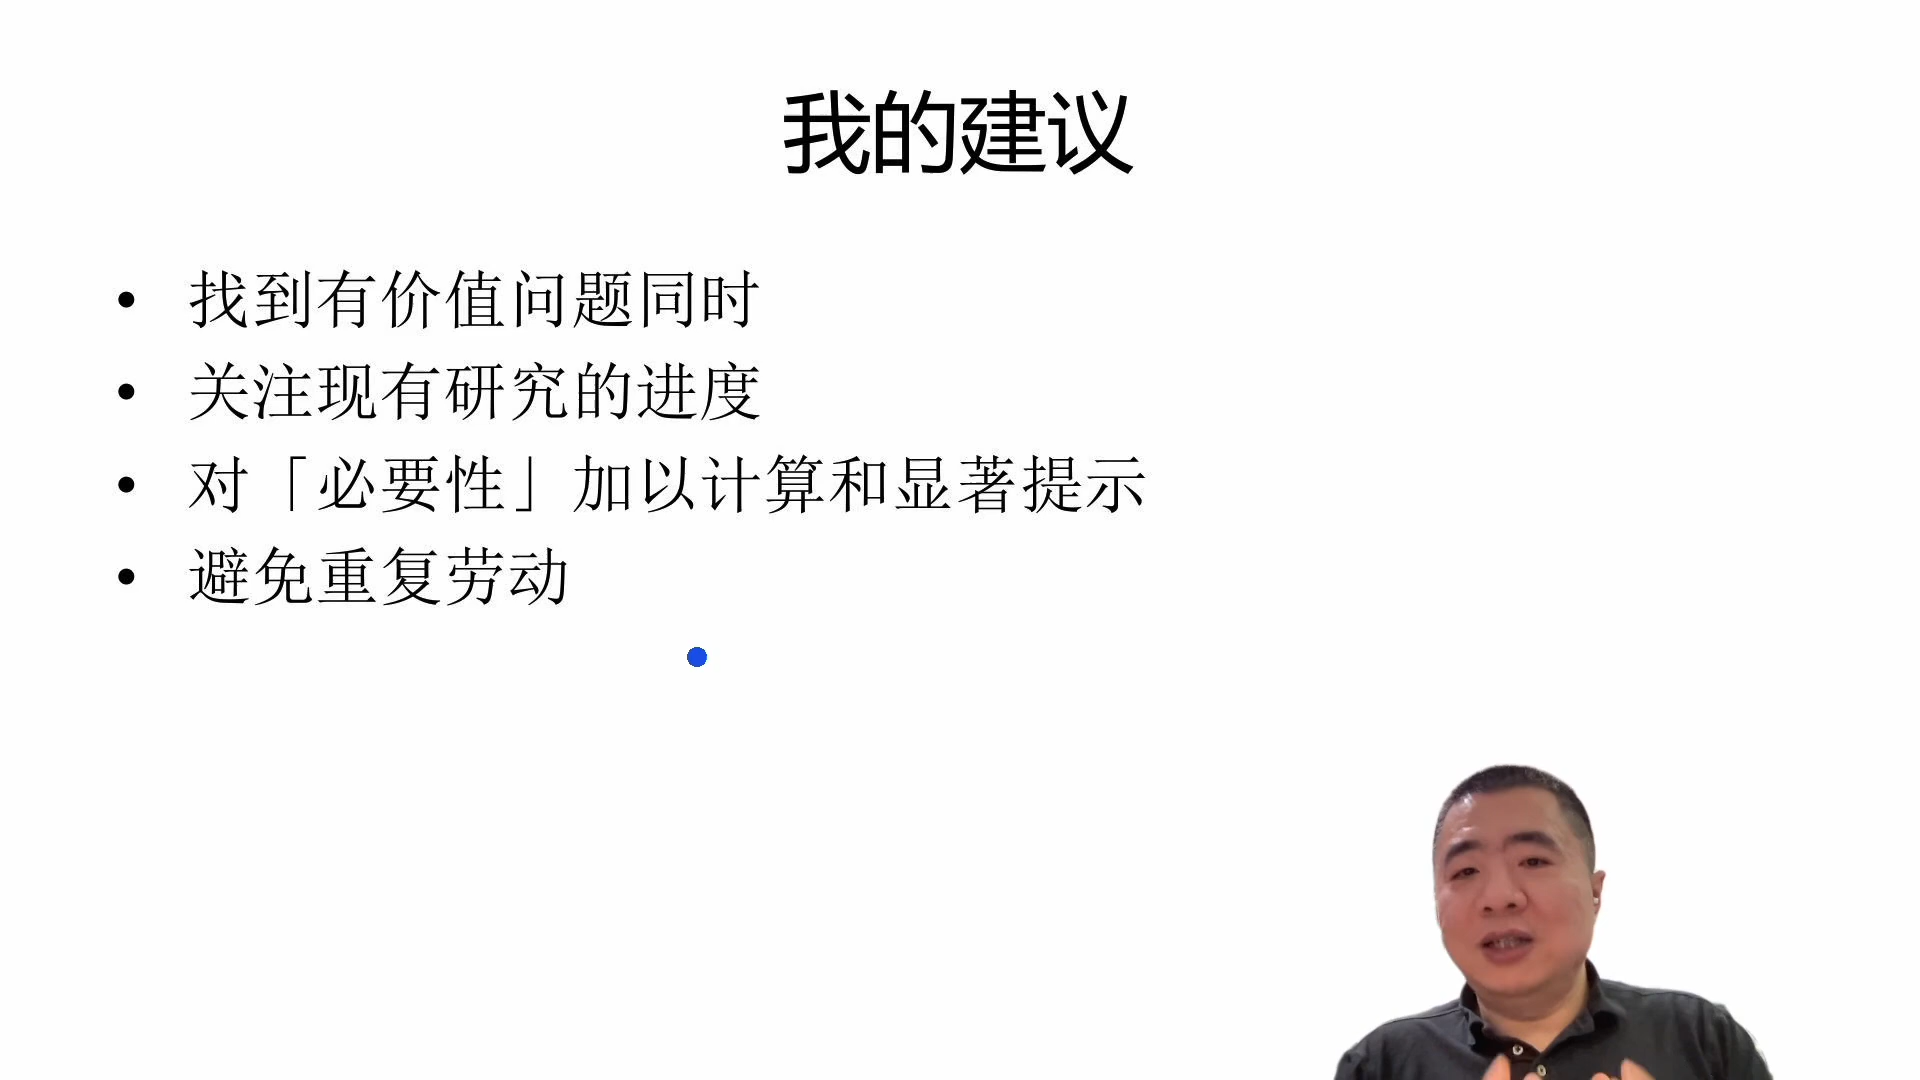 我的建议
• 找到有价值问题同时
• 关注现有研究的进度
• 对「必要性」加以计算和显著提示
• 避免重复劳动